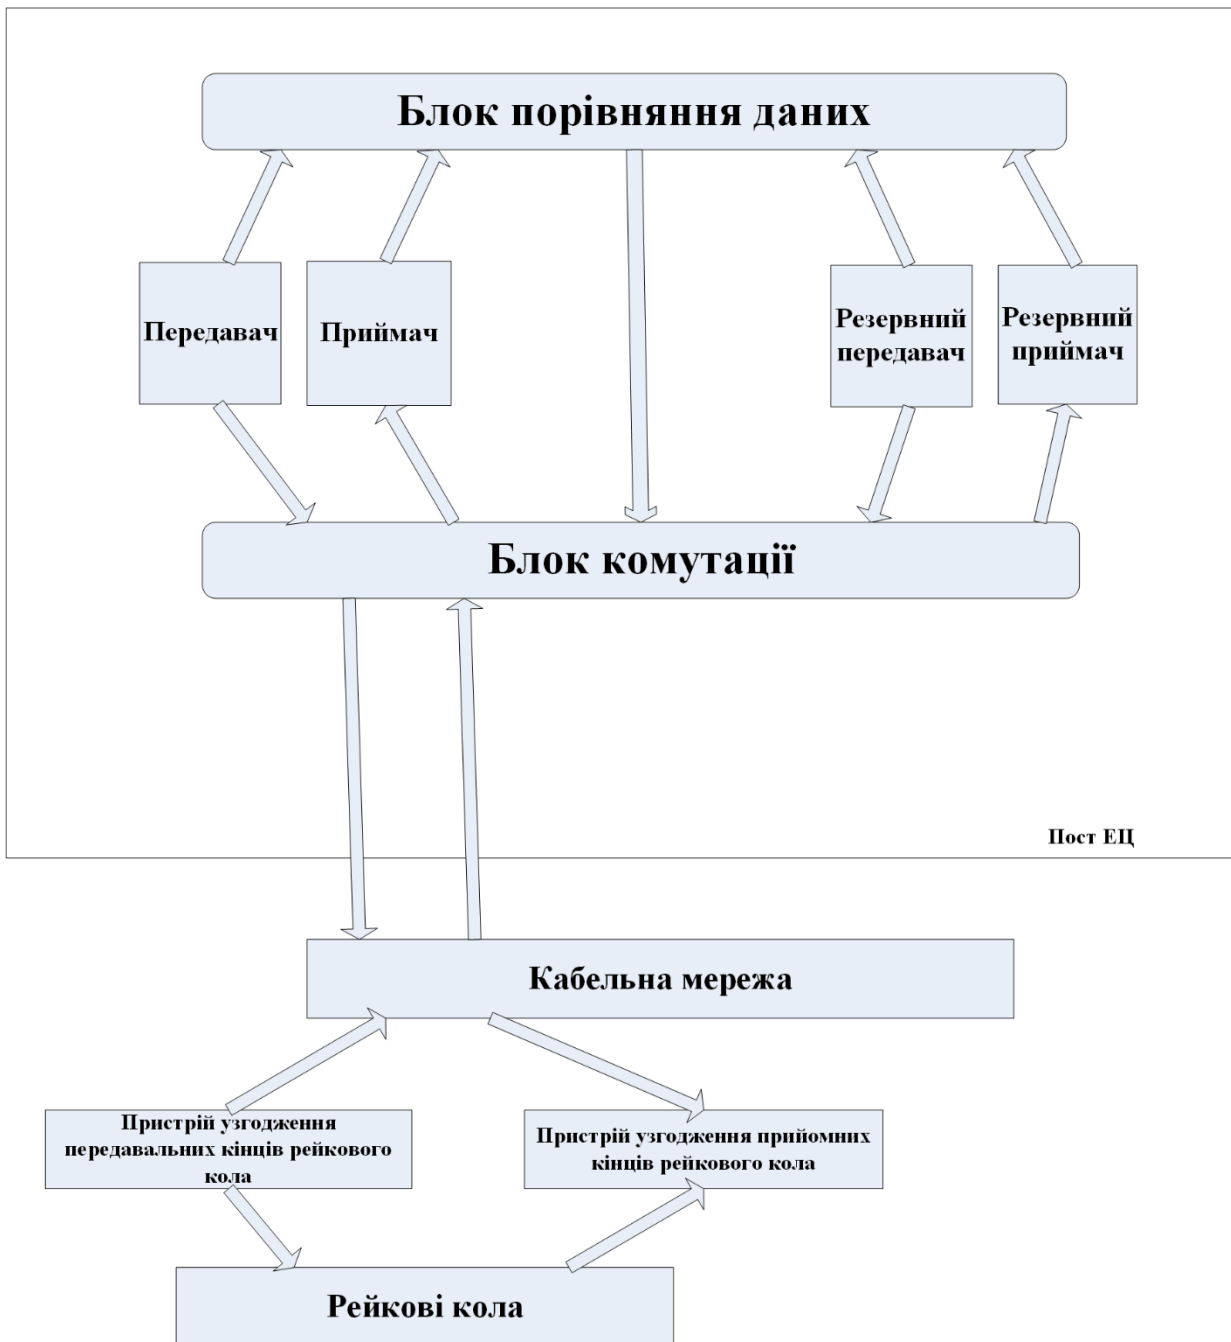 Блок порівняння даних
Передавач
Приймач
Резервний
передавач
Резервний
приймач
Блок комутації
Пост ЕЦ
Кабельна мережа
Пристрій узгодження
передавальних кінців рейкового
кола
Пристрій узгодження прийомних
кінців рейкового кола
Рейкові кола